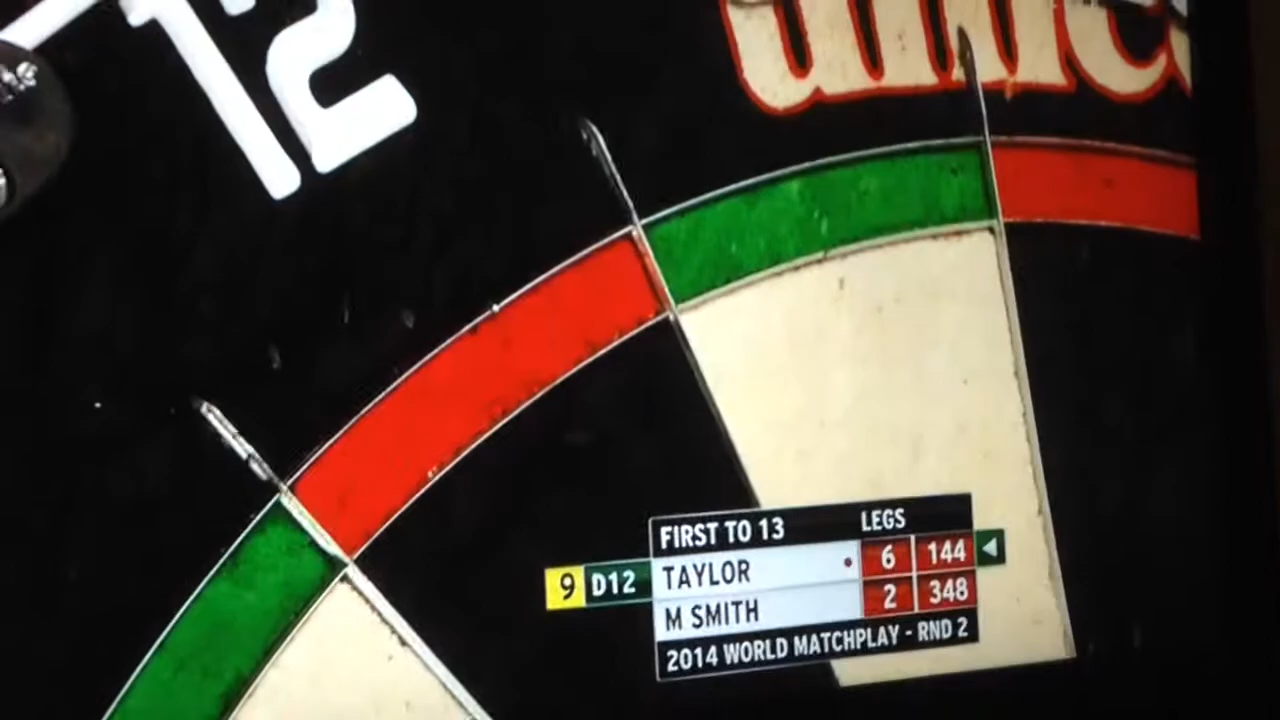 12
FIRST TO 13 LEGS
9 D12 TAYLOR 6 144
M SMITH 2 348
2014 WORLD MATCHPLAY - RND 2